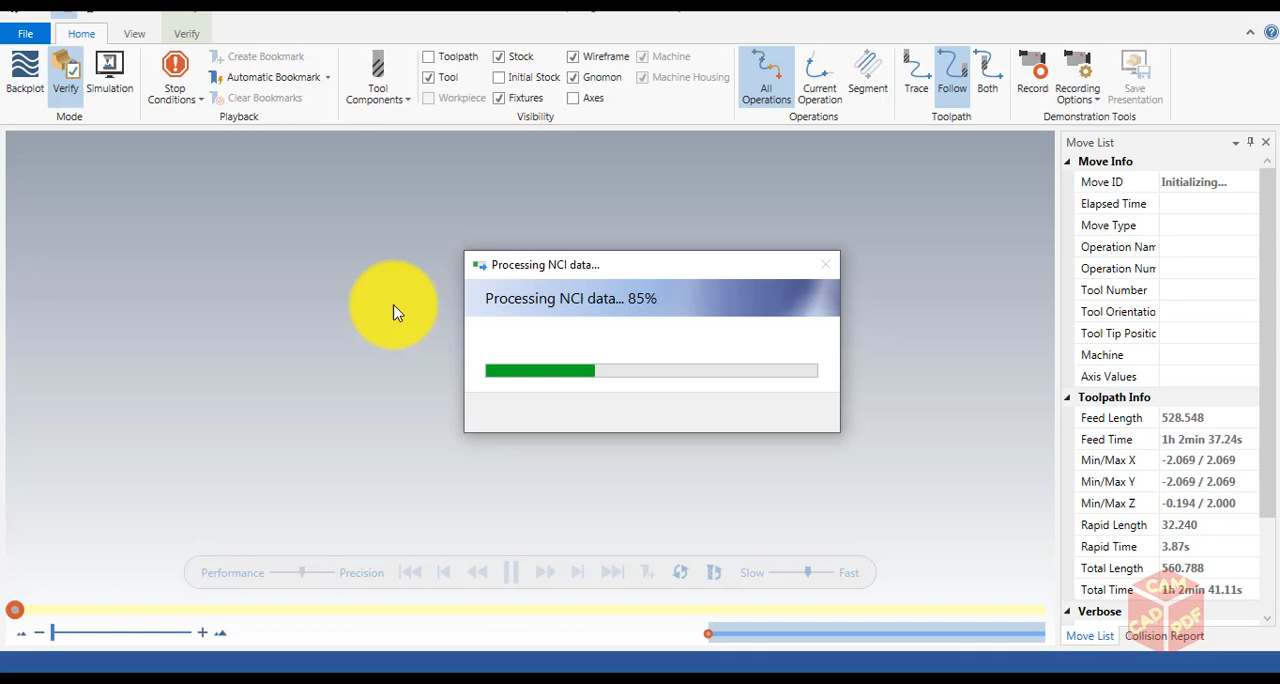 File Home View Verify
Backplot
Verify
Simulation
Mode
Stop
Conditions
Create Bookmark
Automatic Bookmark
Clear Bookmarks
Playback
Tool
Components
Toolpath Stock Wireframe Machine
Tool Initial Stock Gnomon Machine Housing
Workpiece Fixtures Axes
Visibility
All
Operations
Current
Operation
Segment
Operations
Trace
Follow
Both
Toolpath
Record
Recording
Options
Save
Presentation
Demonstration Tools
Move List
Move Info
Move ID Initializing...
Elapsed Time
Move Type
Operation Nam
Operation Num
Tool Number
Tool Orientatio
Tool Tip Positic
Machine
Axis Values
Toolpath Info
Feed Length 528.548
Feed Time 1h 2min 37.24s
Min/Max X -2.069 / 2.069
Min/Max Y -2.069 / 2.069
Min/Max Z -0.194 / 2.000
Rapid Length 32.240
Rapid Time 3.87s
Total Length 560.788
Total Time 1h 2min 41.11s
Verbose
Move List Collision Report
Processing NCI data...
Processing NCI data... 85%
Performance Precision Slow Fast
CAM
CAD
PDF